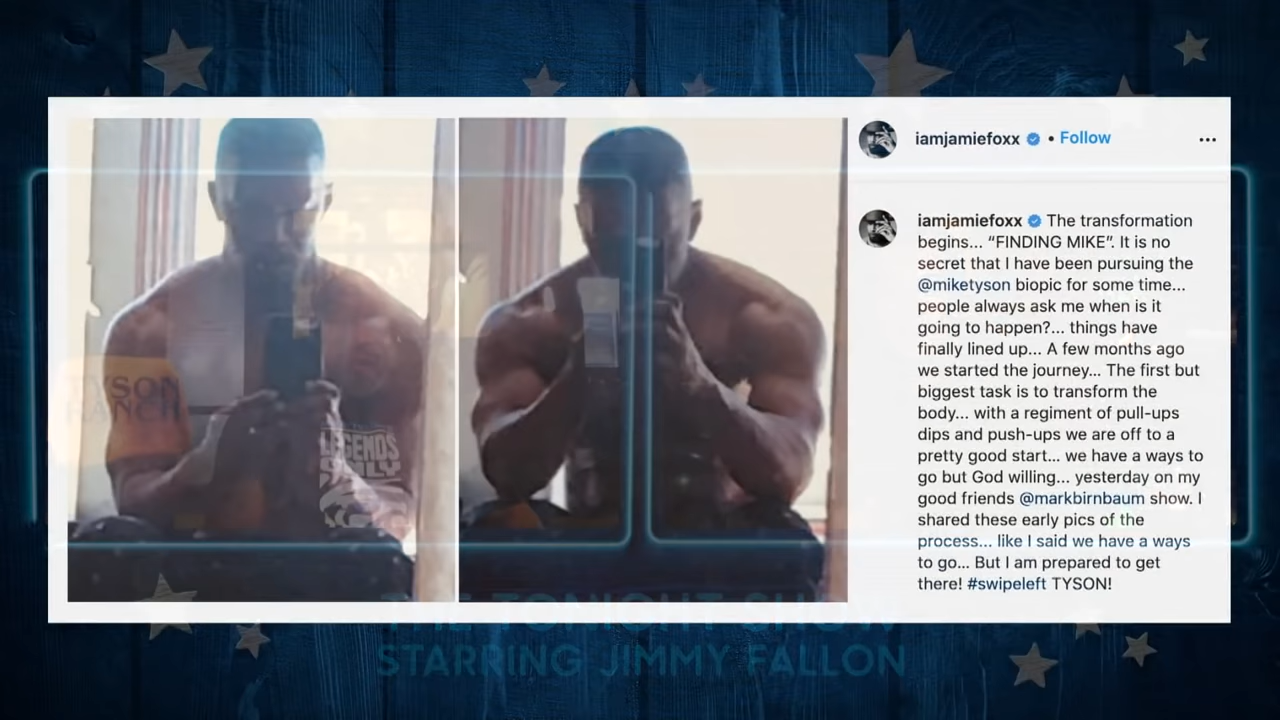 iamjamiefoxx • Follow
iamjamiefoxx The transformation
begins... “FINDING MIKE”. It is no
secret that I have been pursuing the
@miketyson biopic for some time...
people always ask me when is it
going to happen?... things have
finally lined up... A few months ago
we started the journey... The first but
biggest task is to transform the
body... with a regiment of pull-ups
dips and push-ups we are off to a
pretty good start... we have a ways to
go but God willing... yesterday on my
good friends @markbirnbaum show. I
shared these early pics of the
process... like I said we have a ways
to go... But I am prepared to get
there! #swipeleft TYSON!
TYSON
RANCH
LEGENDS
ONLY
THE TONIGHT SHOW
STARRING JIMMY FALLON